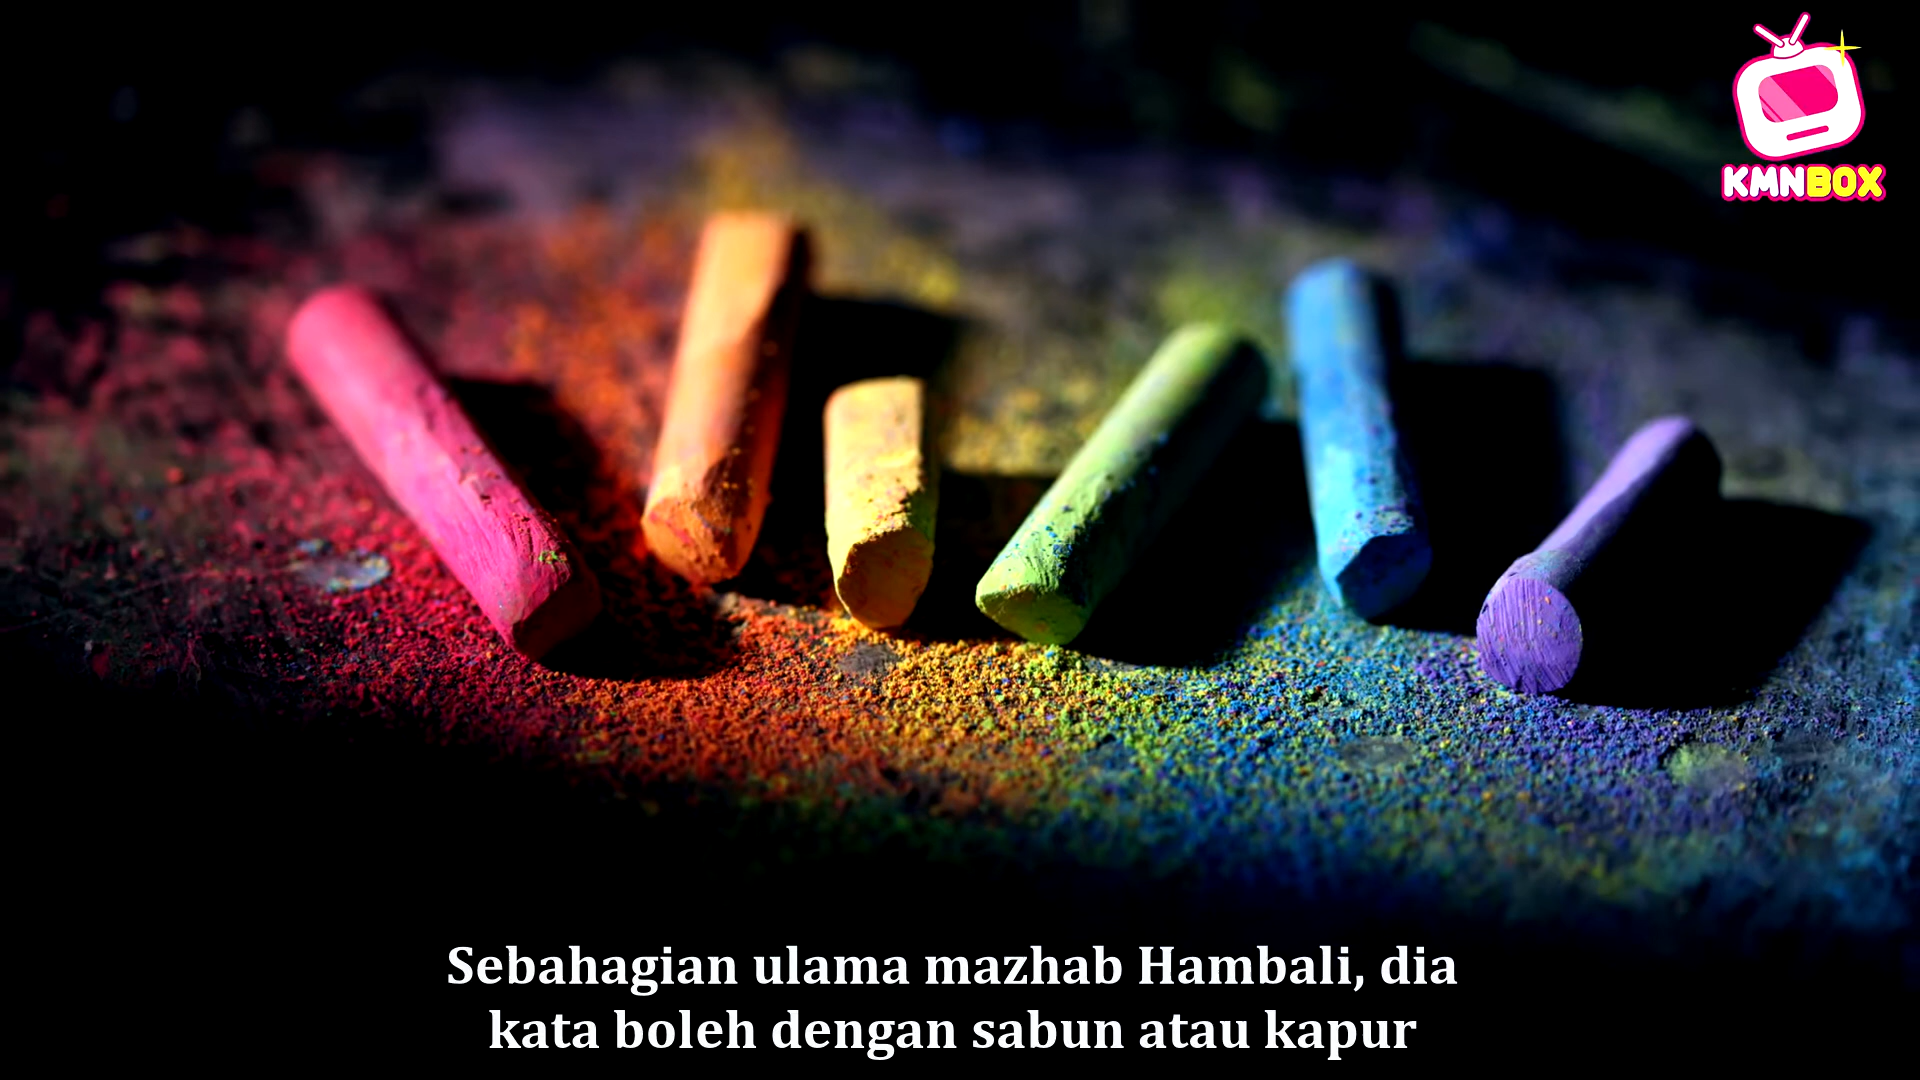 KMNBOX
Sebahagian ulama mazhab Hambali, dia
kata boleh dengan sabun atau kapur